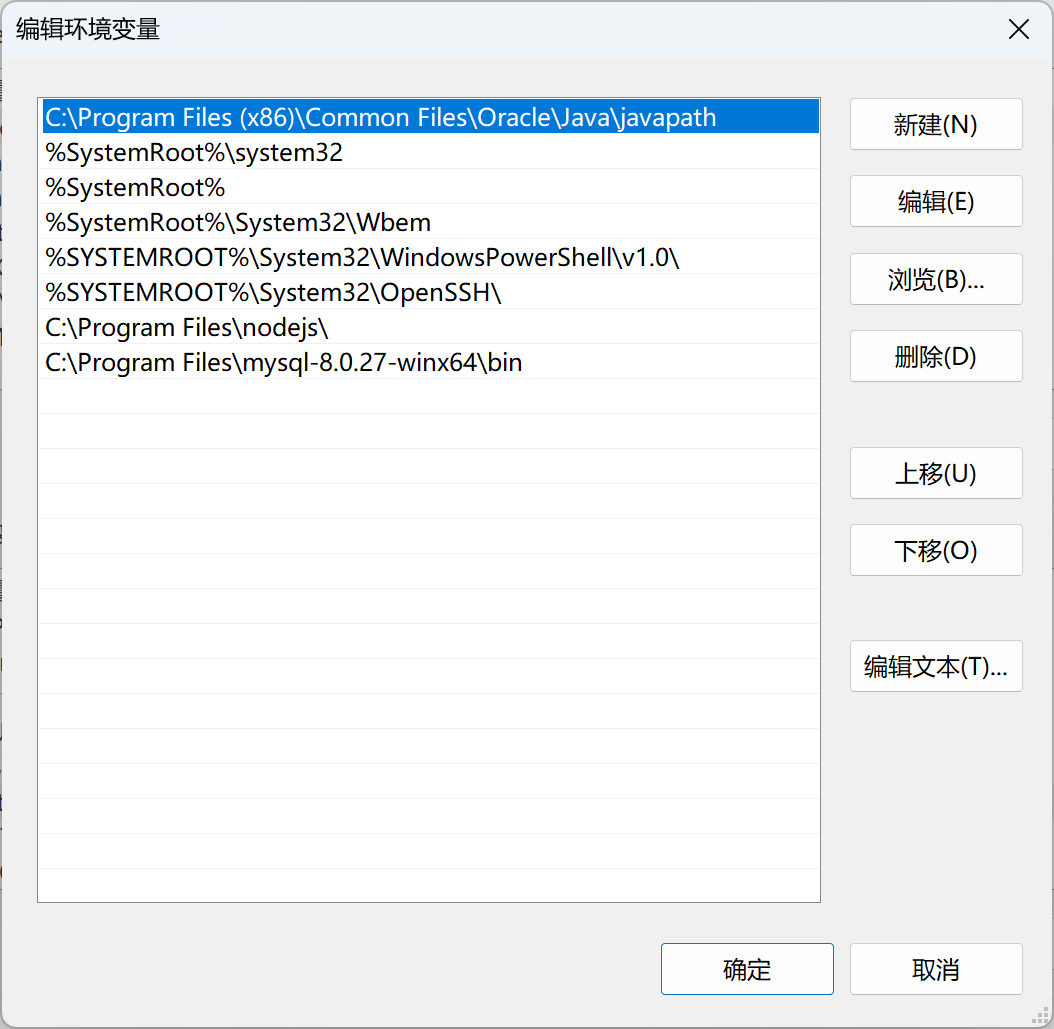 编辑环境变量
C:\Program Files (x86)\Common Files\Oracle\Java\javapath
%SystemRoot%\system32
%SystemRoot%
%SystemRoot%\System32\Wbem
%SYSTEMROOT%\System32\WindowsPowerShell\v1.0\
%SYSTEMROOT%\System32\OpenSSH\
C:\Program Files\nodejs\
C:\Program Files\mysql-8.0.27-winx64\bin
新建(N)
编辑(E)
浏览(B)...
删除(D)
上移(U)
下移(O)
编辑文本(T)...
确定
取消